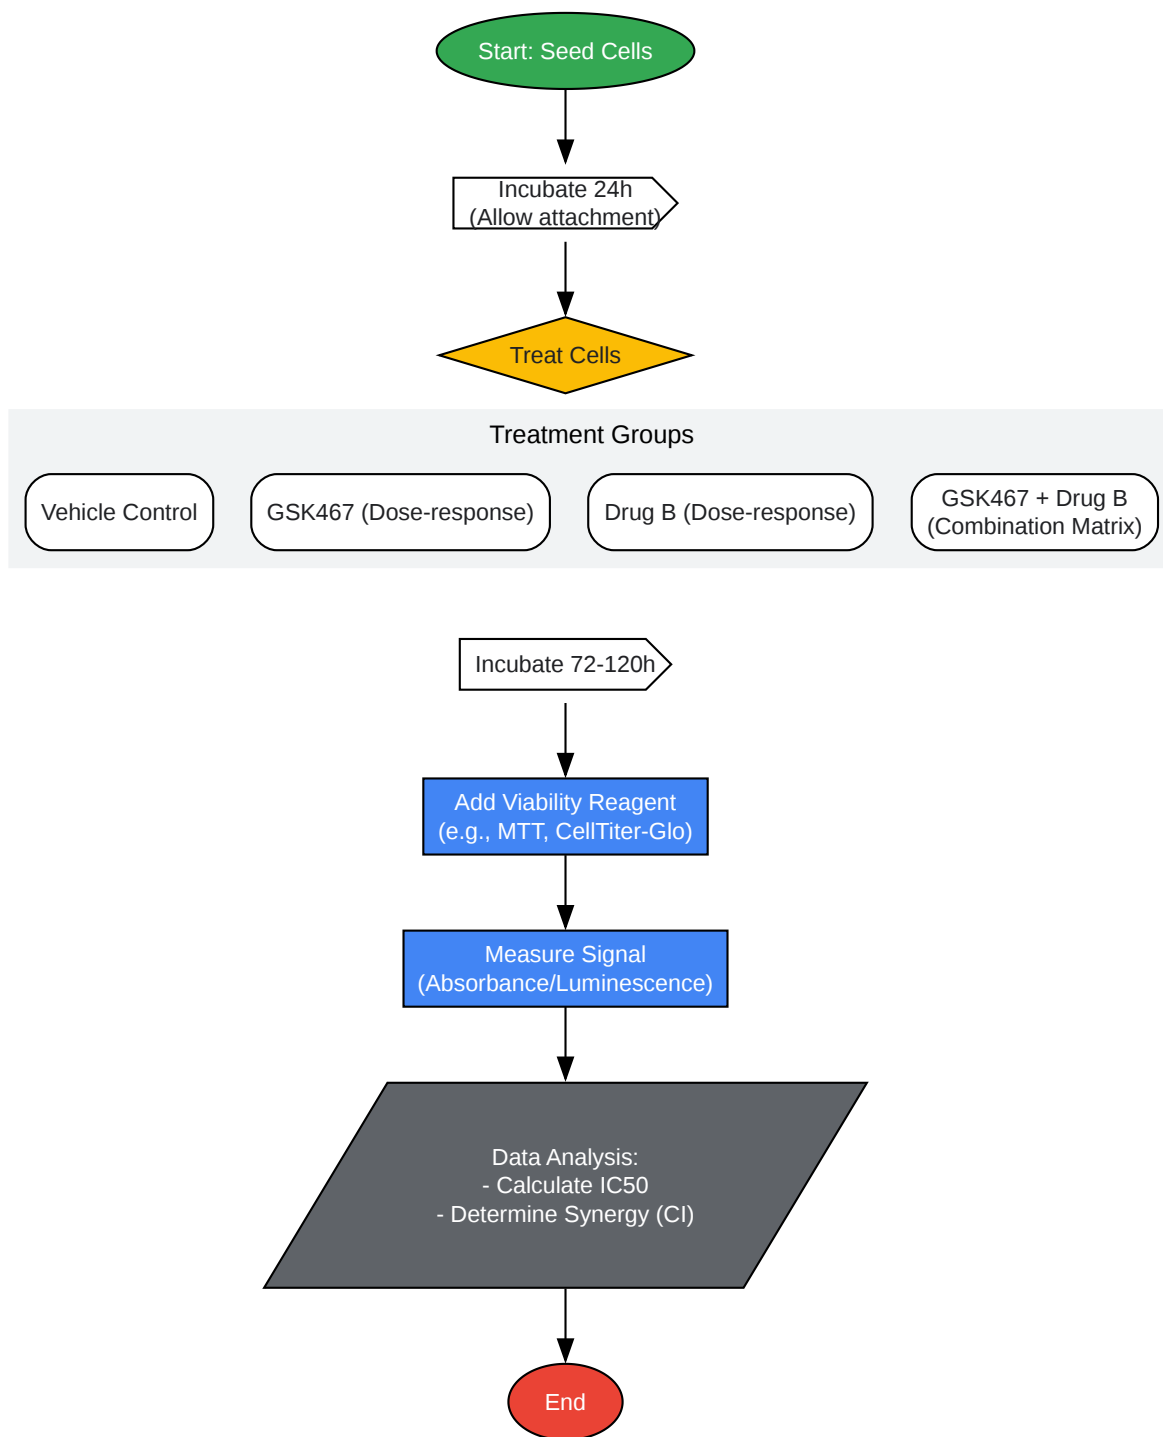 Start: Seed Cells
Incubate 24h
(Allow attachment)
Treat Cells
Treatment Groups
Vehicle Control
GSK467 (Dose-response)
Drug B (Dose-response)
GSK467 + Drug B
(Combination Matrix)
Incubate 72-120h
Add Viability Reagent
(e.g., MTT, CellTiter-Glo)
Measure Signal
(Absorbance/Luminescence)
Data Analysis:
- Calculate IC50
- Determine Synergy (CI)
End